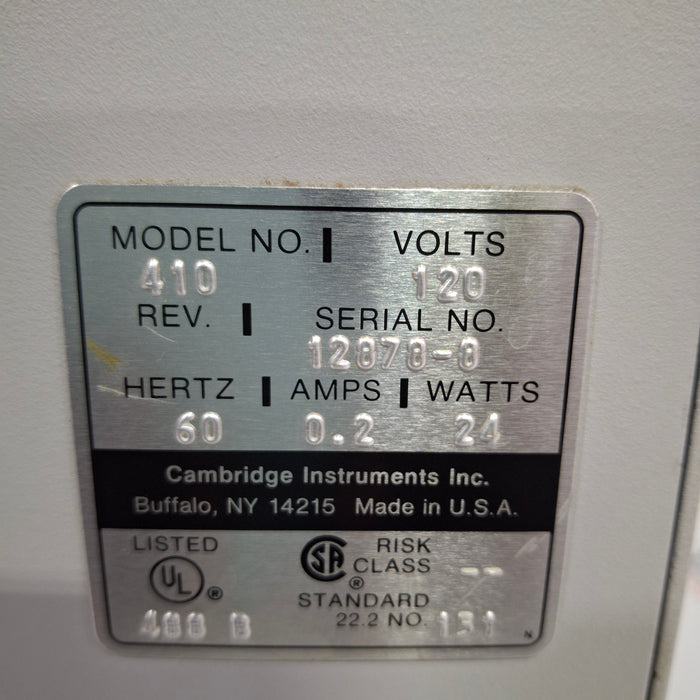 MODEL NO. VOLTS
410 120
REV. SERIAL NO.
12878-8
HERTZ AMPS WATTS
60 0.2 24
Cambridge Instruments Inc.
Buffalo, NY 14215 Made in U.S.A.
LISTED RISK
UL ® SA CLASS --
® STANDARD
22.2 NO. 131